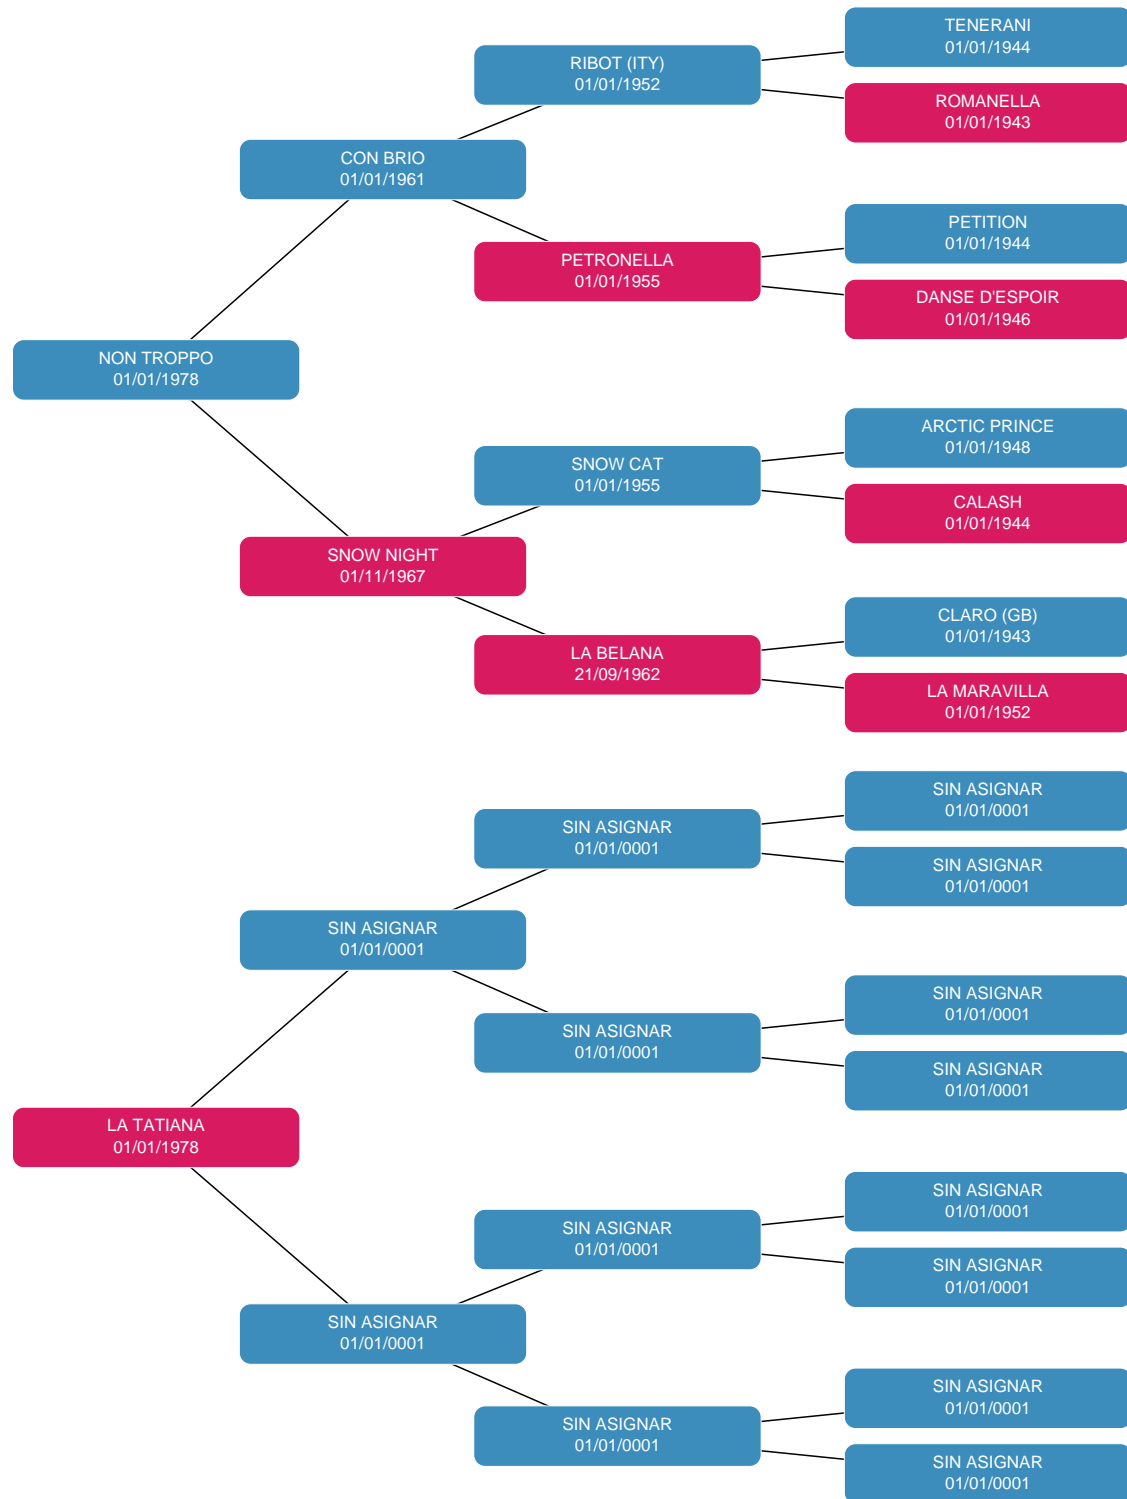 TENERANI
01/01/1944
RIBOT (ITY)
01/01/1952
ROMANELLA
01/01/1943
CON BRIO
01/01/1961
PETITION
01/01/1944
PETRONELLA
01/01/1955
DANSE D'ESPOIR
01/01/1946
NON TROPPO
01/01/1978
ARCTIC PRINCE
01/01/1948
SNOW CAT
01/01/1955
CALASH
01/01/1944
SNOW NIGHT
01/11/1967
CLARO (GB)
01/01/1943
LA BELANA
21/09/1962
LA MARAVILLA
01/01/1952
SIN ASIGNAR
01/01/0001
SIN ASIGNAR
01/01/0001
SIN ASIGNAR
01/01/0001
SIN ASIGNAR
01/01/0001
SIN ASIGNAR
01/01/0001
SIN ASIGNAR
01/01/0001
SIN ASIGNAR
01/01/0001
LA TATIANA
01/01/1978
SIN ASIGNAR
01/01/0001
SIN ASIGNAR
01/01/0001
SIN ASIGNAR
01/01/0001
SIN ASIGNAR
01/01/0001
SIN ASIGNAR
01/01/0001
SIN ASIGNAR
01/01/0001
SIN ASIGNAR
01/01/0001